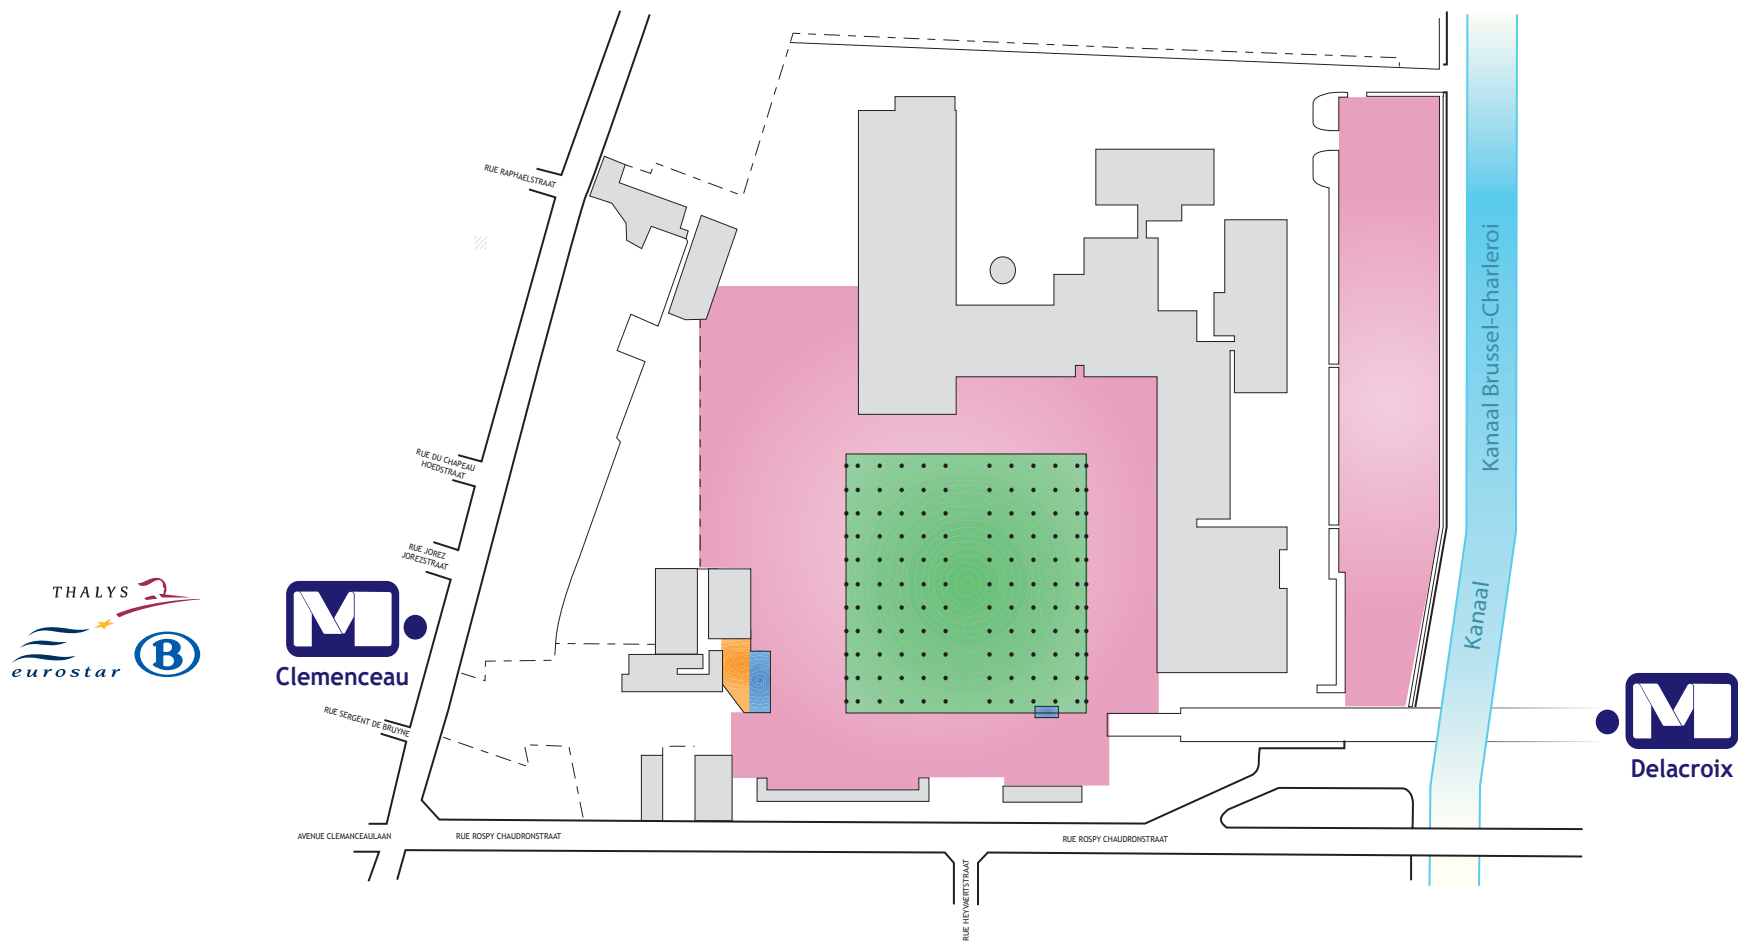 RUE RAPHAELSTRAAT
Kanaal Brussel-Charleroi
RUE DU CHAPEAU
HOEDSTRAAT
RUE JOREZ
JOREZSTRAAT
THALYS
eurostar
B
M
Clemenceau
Kanaal
RUE SERGENT DE BRUYNE
M
Delacroix
AVENUE CLEMANCEAULAAN
RUE ROSPY CHAUDRONSTRAAT
RUE ROSPY CHAUDRONSTRAAT
RUE HEYVAERTSTRAAT